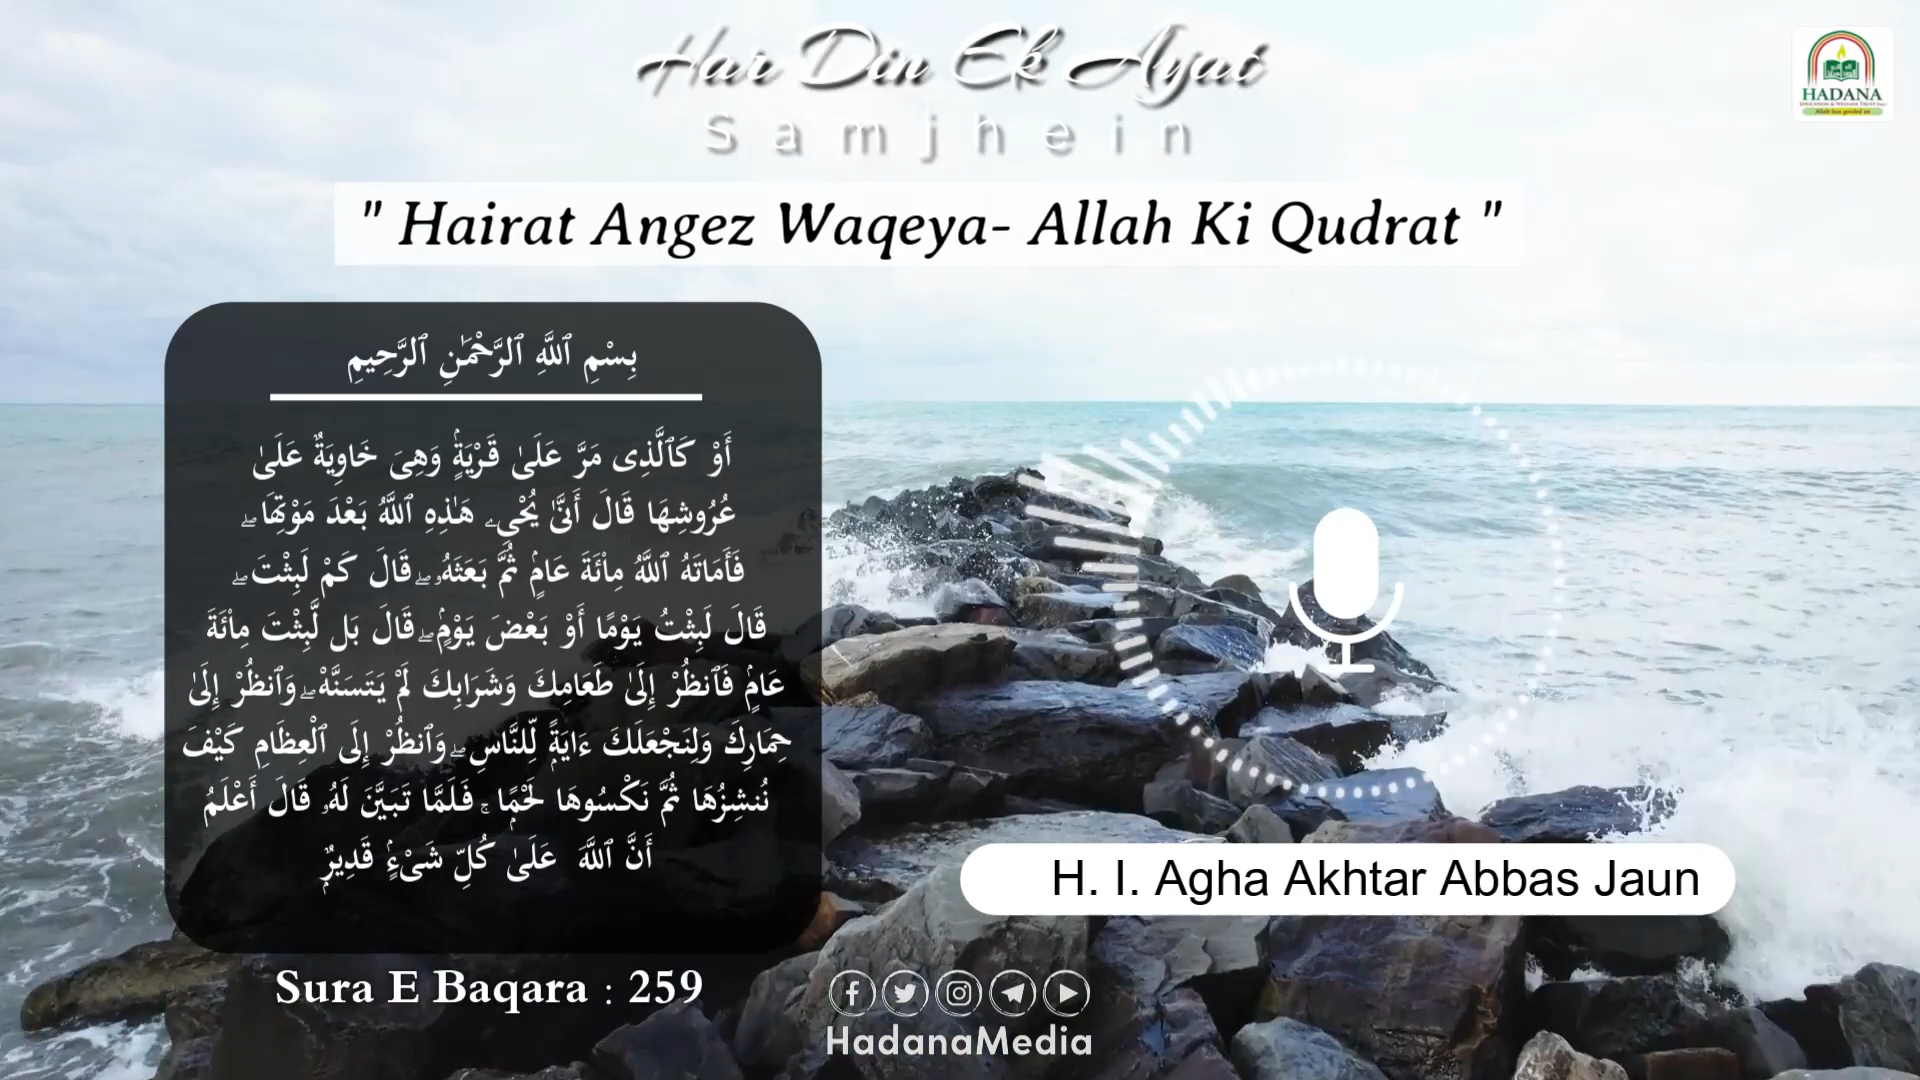 Har Din Ek Ayat
Samjhein
HADANA
" Hairat Angez Waqeya- Allah Ki Qudrat "
بِسْمِ ٱللَّهِ ٱلرَّحْمَٰنِ ٱلرَّحِيمِ
أَوْ كَٱلَّذِى مَرَّ عَلَىٰ قَرْيَةٍۢ وَهِىَ خَاوِيَةٌ عَلَىٰ
عُرُوشِهَا قَالَ أَنَّىٰ يُحْىِۦ هَـٰذِهِ ٱللَّهُ بَعْدَ مَوْتِهَا ۖ
فَأَمَاتَهُ ٱللَّهُ مِا۟ئَةَ عَامٍۢ ثُمَّ بَعَثَهُۥ ۖ قَالَ كَمْ لَبِثْتَ ۖ
قَالَ لَبِثْتُ يَوْمًا أَوْ بَعْضَ يَوْمٍۢ ۖ قَالَ بَل لَّبِثْتَ مِا۟ئَةَ
عَامٍۢ فَٱنظُرْ إِلَىٰ طَعَامِكَ وَشَرَابِكَ لَمْ يَتَسَنَّهْ ۖ وَٱنظُرْ إِلَىٰ
حِمَارِكَ وَلِنَجْعَلَكَ ءَايَةًۭ لِّلنَّاسِ ۖ وَٱنظُرْ إِلَى ٱلْعِظَامِ كَيْفَ
نُنشِزُهَا ثُمَّ نَكْسُوهَا لَحْمًۭا ۚ فَلَمَّا تَبَيَّنَ لَهُۥ قَالَ أَعْلَمُ
أَنَّ ٱللَّهَ عَلَىٰ كُلِّ شَىْءٍۢ قَدِيرٌۭ
H. I. Agha Akhtar Abbas Jaun
Sura E Baqara : 259
HadanaMedia